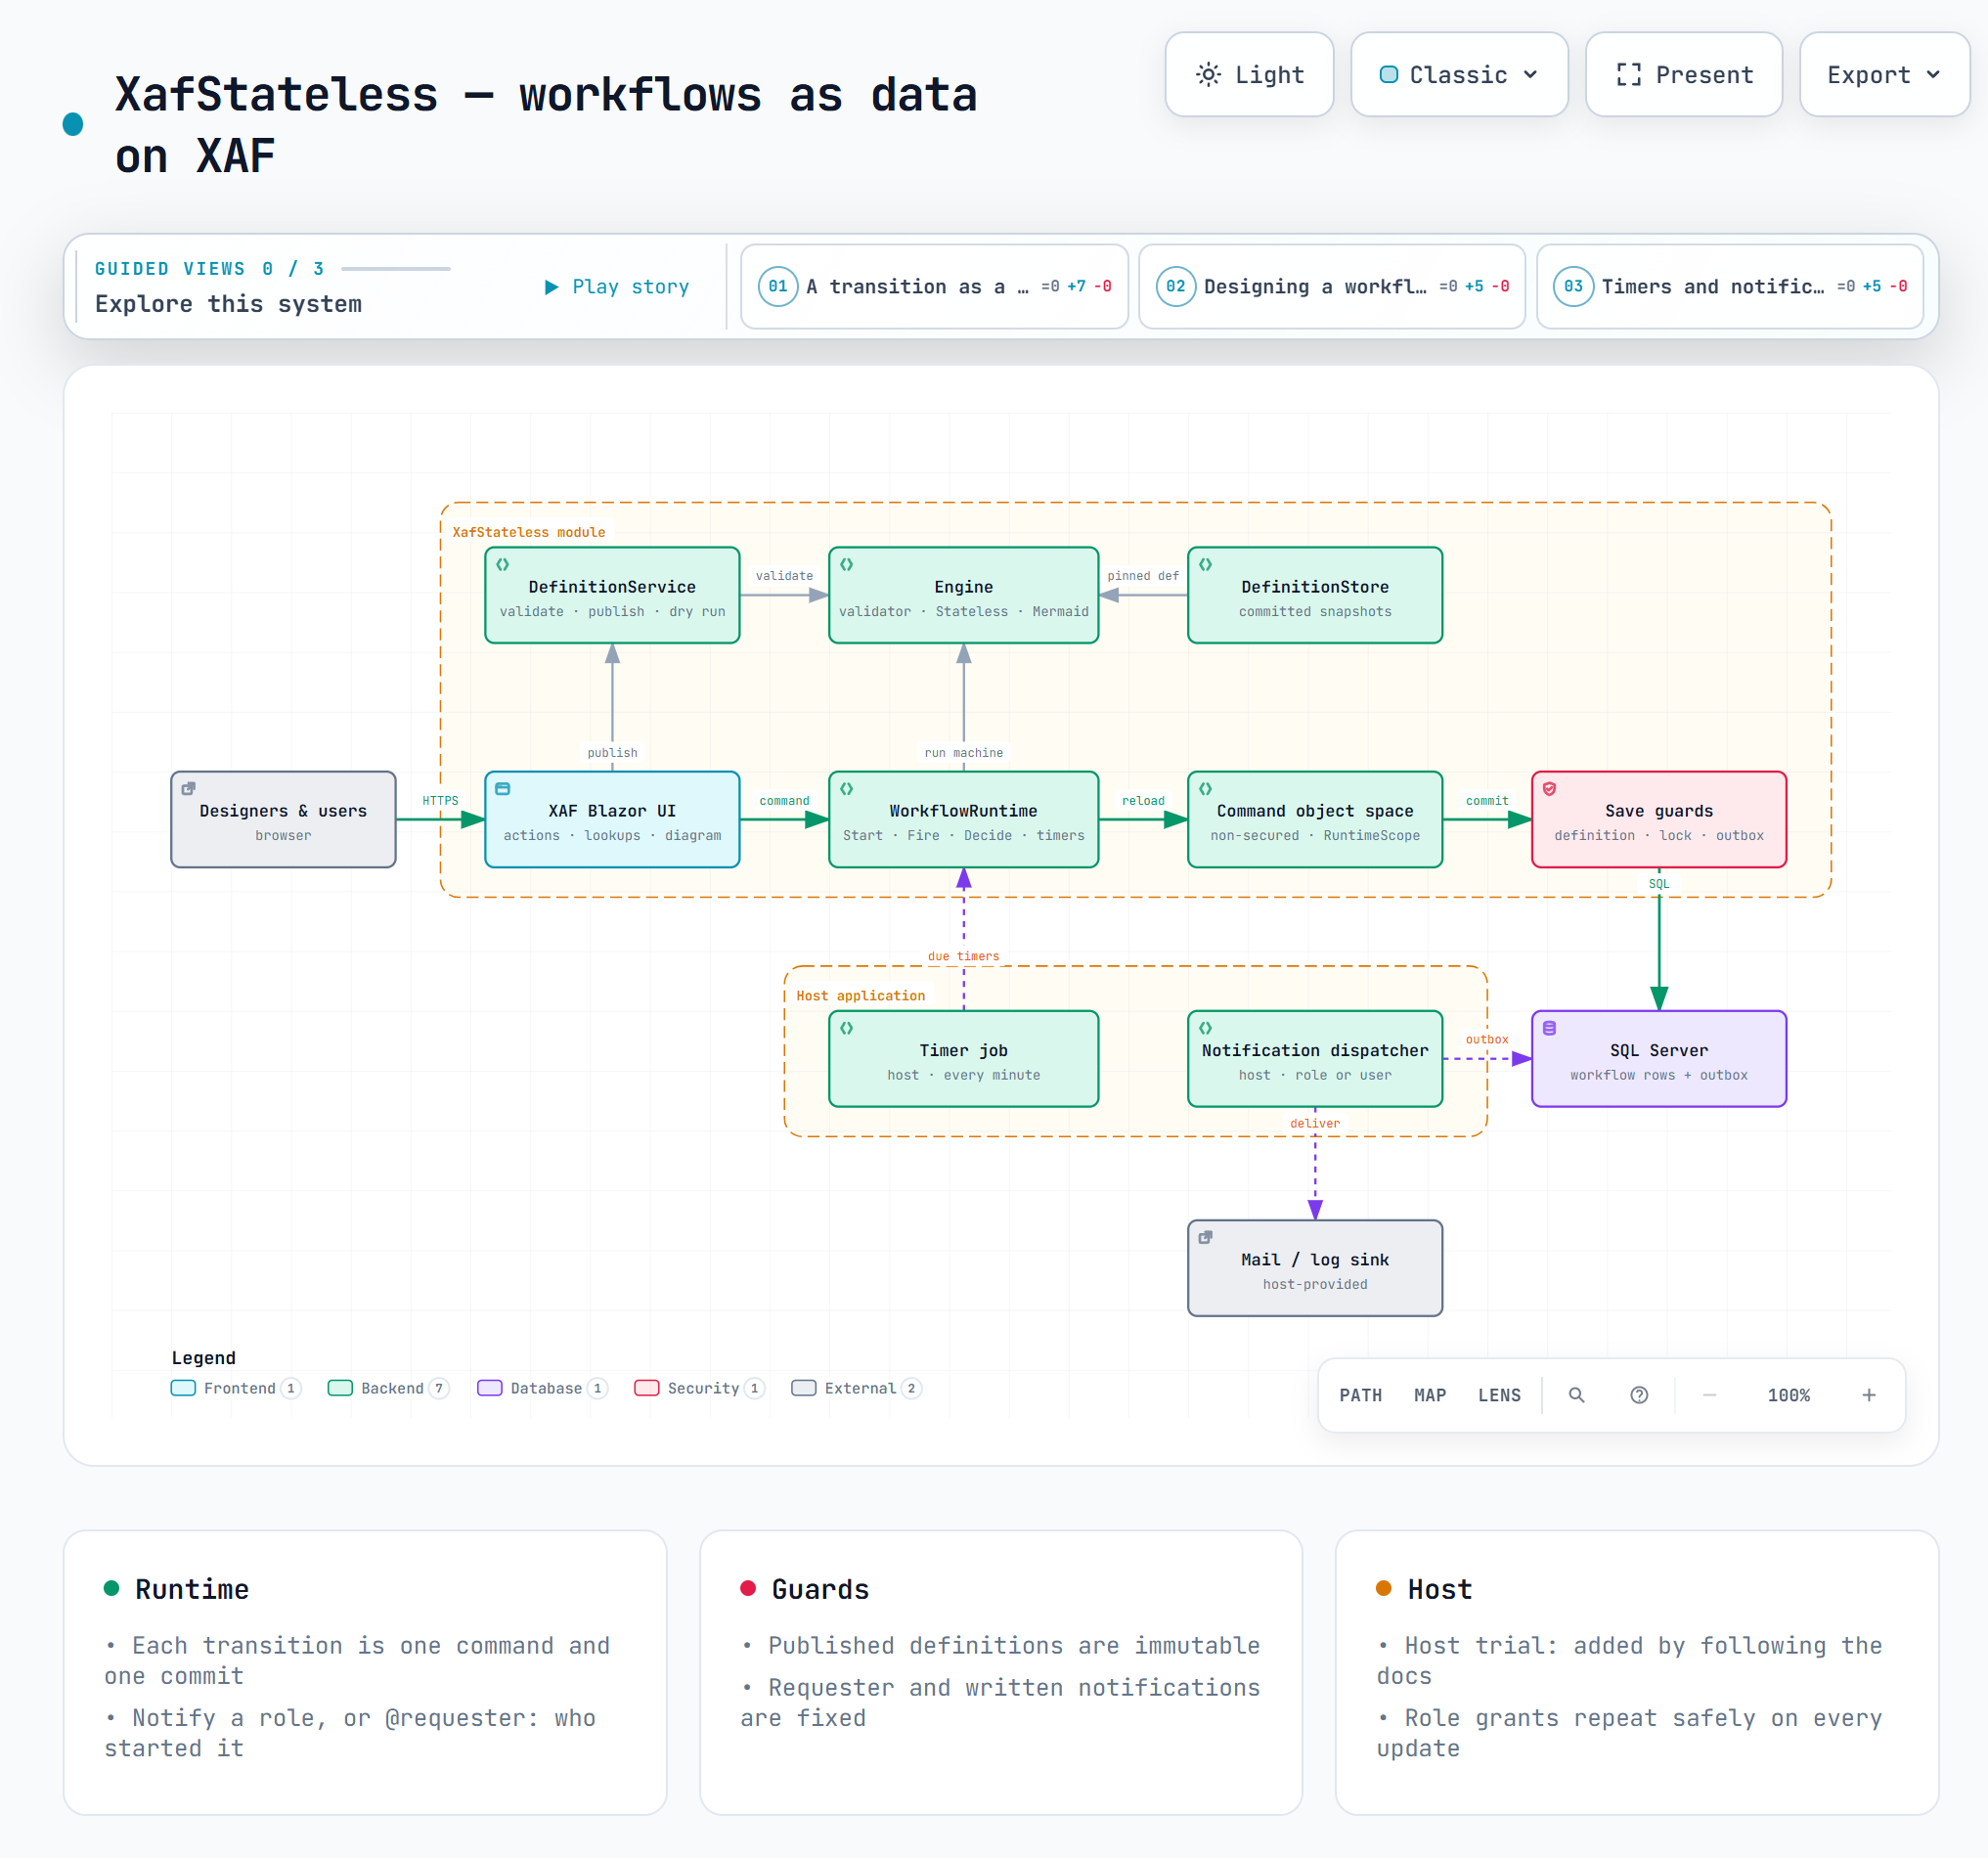 XafStateless — workflows as data
on XAF
Light
Classic
Present
Export
GUIDED VIEWS 0 / 3
Explore this system
Play story
01 A transition as a … =0 +7 -0
02 Designing a workfl… =0 +5 -0
03 Timers and notific… =0 +5 -0
XafStateless module
DefinitionService
validate · publish · dry run
validate
Engine
validator · Stateless · Mermaid
pinned def
DefinitionStore
committed snapshots
publish
run machine
Designers & users
browser
HTTPS
XAF Blazor UI
actions · lookups · diagram
command
WorkflowRuntime
Start · Fire · Decide · timers
reload
Command object space
non-secured · RuntimeScope
commit
Save guards
definition · lock · outbox
SQL
due timers
Host application
Timer job
host · every minute
Notification dispatcher
host · role or user
outbox
SQL Server
workflow rows + outbox
deliver
Mail / log sink
host-provided
Legend
Frontend 1
Backend 7
Database 1
Security 1
External 2
PATH
MAP
LENS
100%
Runtime
• Each transition is one command and
one commit
• Notify a role, or @requester: who
started it
Guards
• Published definitions are immutable
• Requester and written notifications
are fixed
Host
• Host trial: added by following the
docs
• Role grants repeat safely on every
update